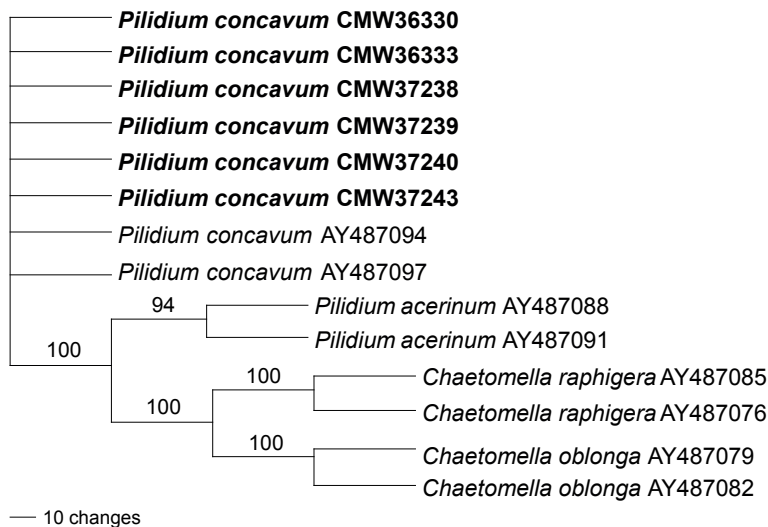 Pilidium concavum CMW36330
Pilidium concavum CMW36333
Pilidium concavum CMW37238
Pilidium concavum CMW37239
Pilidium concavum CMW37240
Pilidium concavum CMW37243
Pilidium concavum AY487094
Pilidium concavum AY487097
94
Pilidium acerinum AY487088
Pilidium acerinum AY487091
100
100
Chaetomella raphigera AY487085
Chaetomella raphigera AY487076
100
100
Chaetomella oblonga AY487079
Chaetomella oblonga AY487082
10 changes